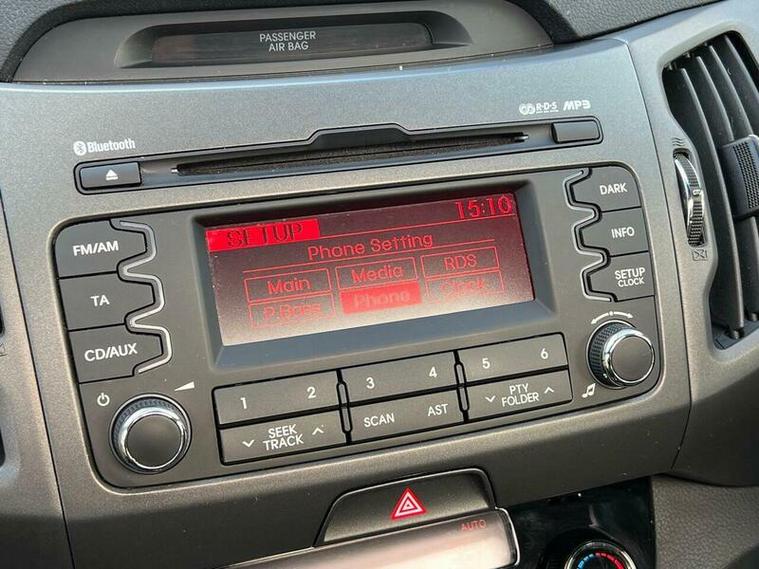 PASSENGER
AIR BAG
Bluetooth
R·D·S MP3
FM/AM
TA
CD/AUX
SETUP 15:10
Phone Setting
Main Media RDS
P.Bass Phone Clock
DARK
INFO
SETUP
CLOCK
1 2 3 4 5 6
SEEK
TRACK
SCAN AST
PTY
FOLDER
AUTO